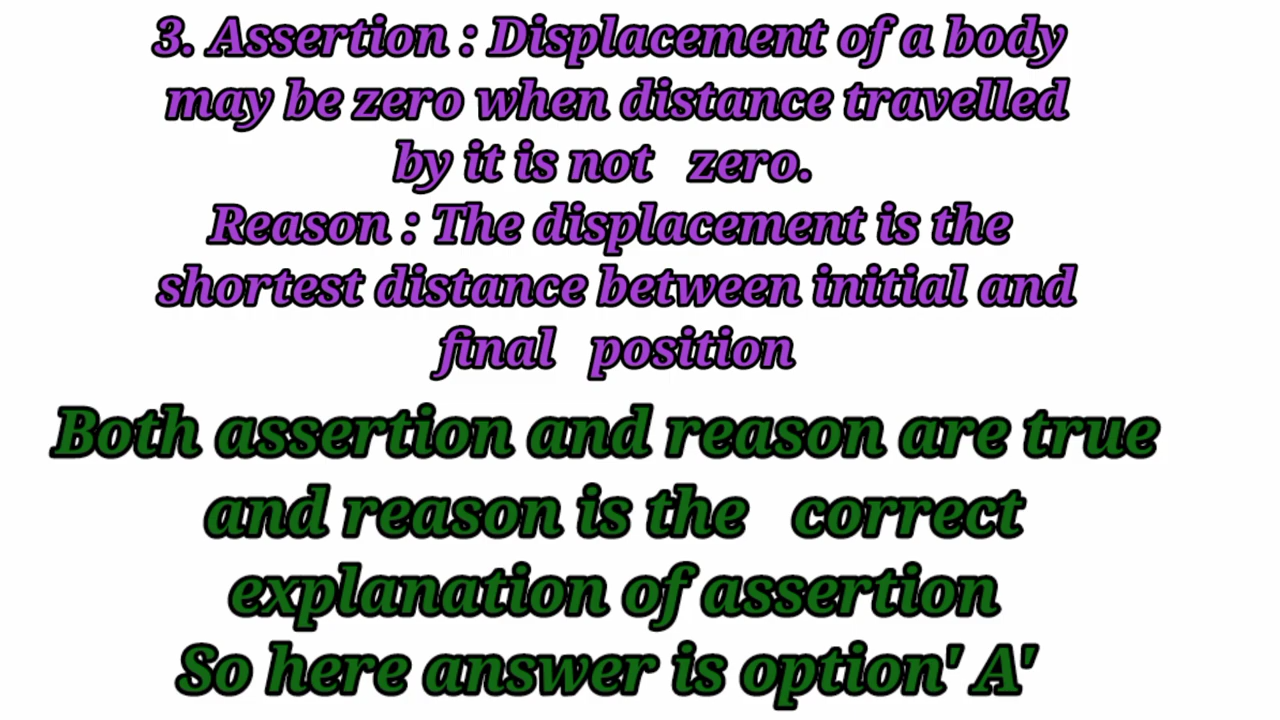 3. Assertion : Displacement of a body
may be zero when distance travelled
by it is not zero.
Reason : The displacement is the
shortest distance between initial and
final position
Both assertion and reason are true
and reason is the correct
explanation of assertion
So here answer is option' A'